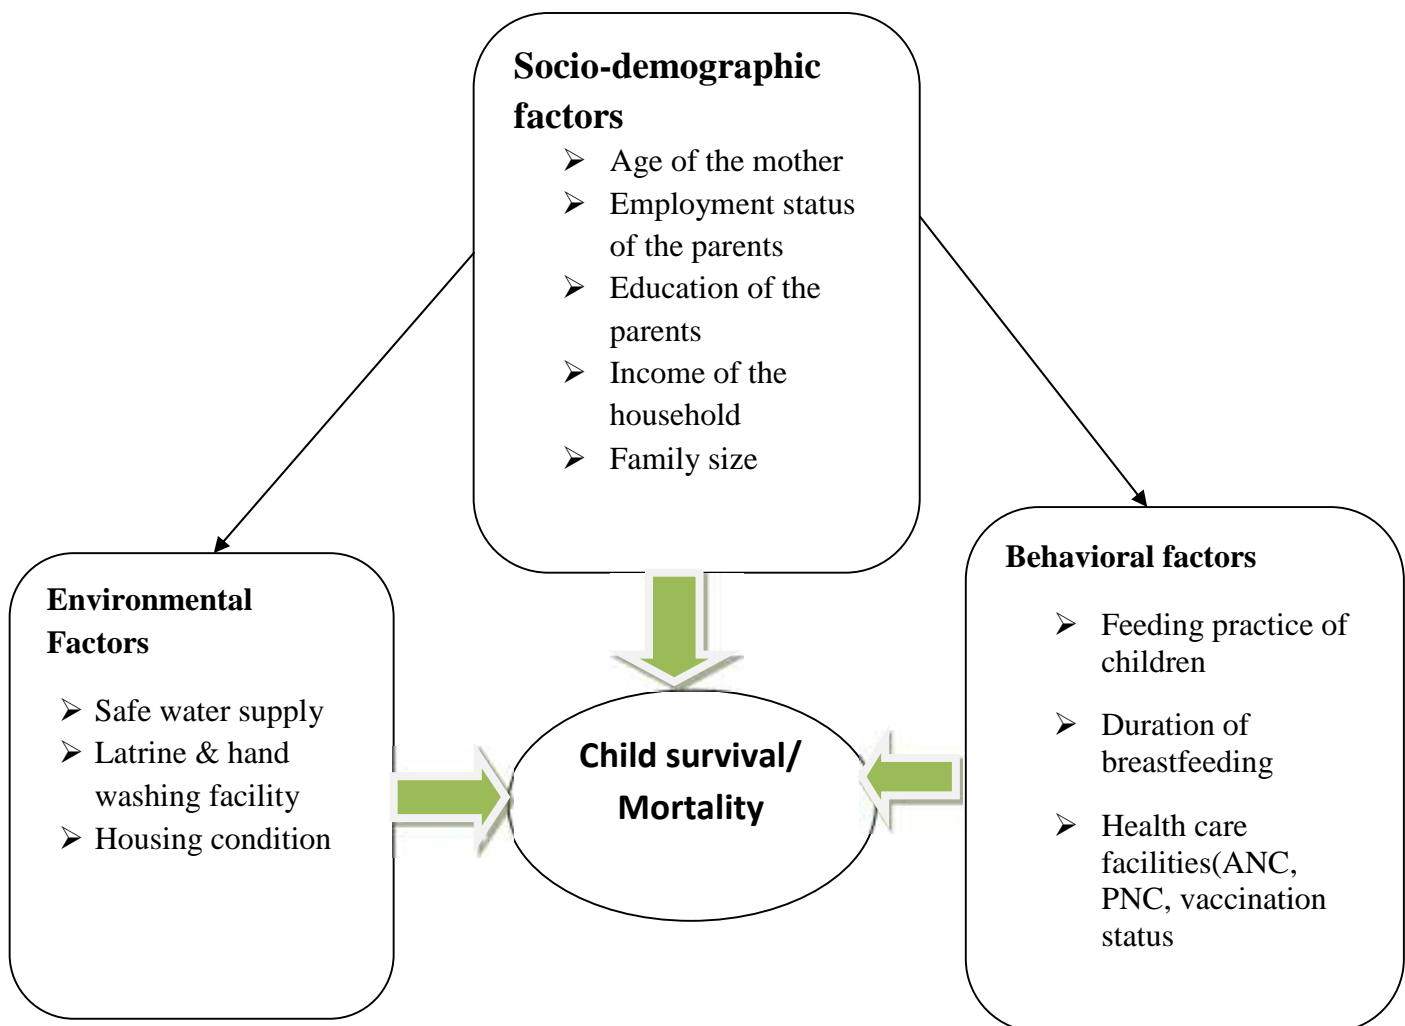 Socio-demographic
factors
➢ Age of the mother
➢ Employment status
of the parents
➢ Education of the
parents
➢ Income of the
household
➢ Family size
Environmental
Factors
➢ Safe water supply
➢ Latrine & hand
washing facility
➢ Housing condition
Child survival/
Mortality
Behavioral factors
➢ Feeding practice of
children
➢ Duration of
breastfeeding
➢ Health care
facilities(ANC,
PNC, vaccination
status